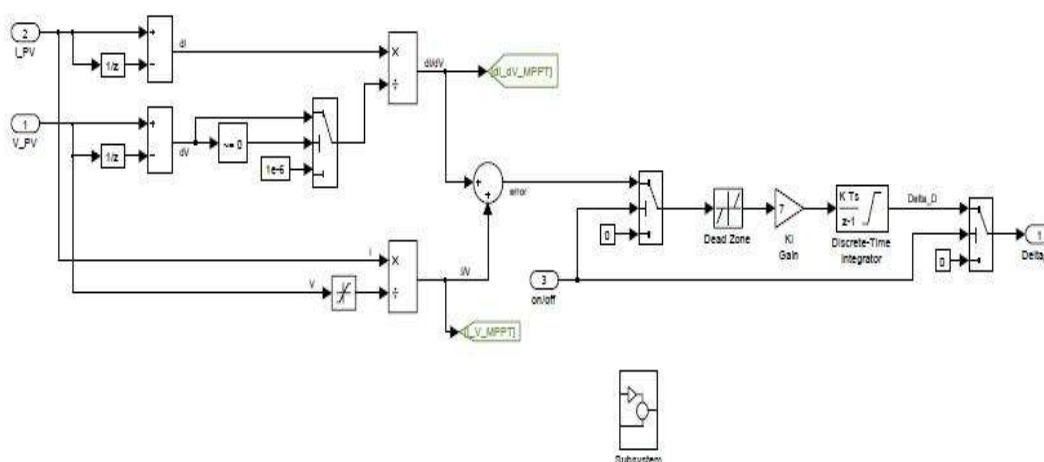 2
I_PV
1/z
+
-
dI
×
÷
dI/dV
[dI_dV_MPPT]
1
V_PV
1/z
+
-
dV
~= 0
1e-6
+
+
error
I
V
×
÷
I/V
[I_V_MPPT]
0
3
on/off
Dead Zone
7
Ki
Gain
K Ts
z-1
Discrete-Time
Integrator
Delta_D
0
1
Subsystem